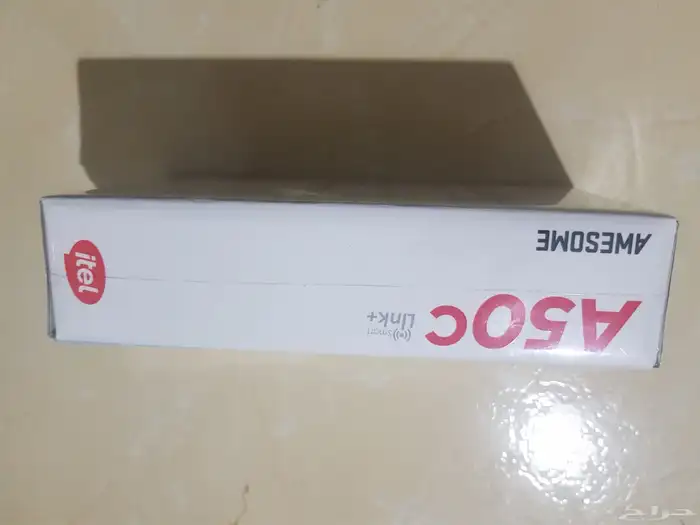 AWESOME
A50C
smart
Link+
itel
حراج